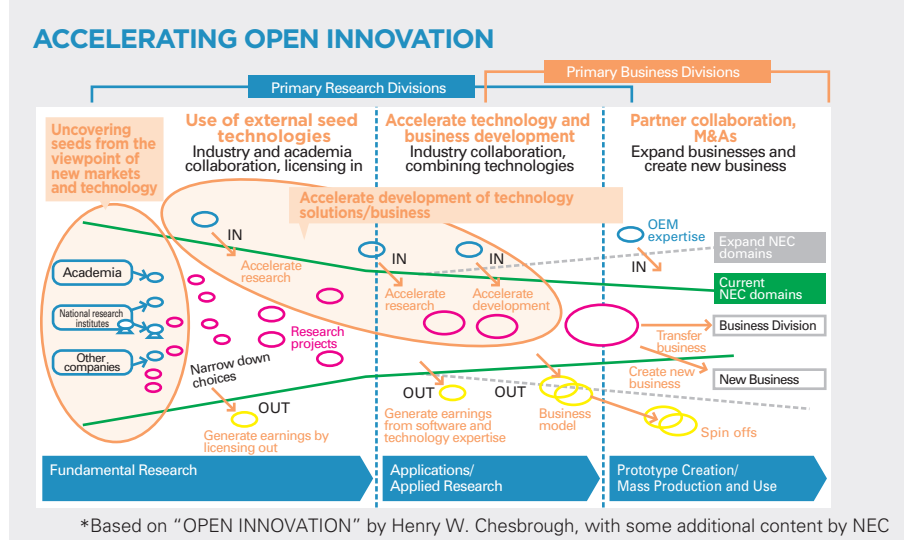 ACCELERATING OPEN INNOVATION
Primary Business Divisions
Primary Research Divisions
Uncovering
seeds from the
viewpoint of
new markets
and technology
Use of external seed
technologies
Industry and academia
collaboration, licensing in
Accelerate technology and
business development
Industry collaboration,
combining technologies
Partner collaboration,
M&As
Expand businesses and
create new business
Accelerate development of technology
solutions/business
IN
Accelerate
research
IN
Accelerate
research
IN
Accelerate
development
OEM
expertise
IN
Expand NEC
domains
Current
NEC domains
Academia
National research
institutes
Other
companies
Research
projects
Narrow down
choices
OUT
Generate earnings by
licensing out
OUT
Generate earnings
from software and
technology expertise
OUT
Business
model
Transfer
business
Create new
business
Business Division
New Business
Spin offs
Fundamental Research
Applications/
Applied Research
Prototype Creation/
Mass Production and Use
*Based on “OPEN INNOVATION” by Henry W. Chesbrough, with some additional content by NEC